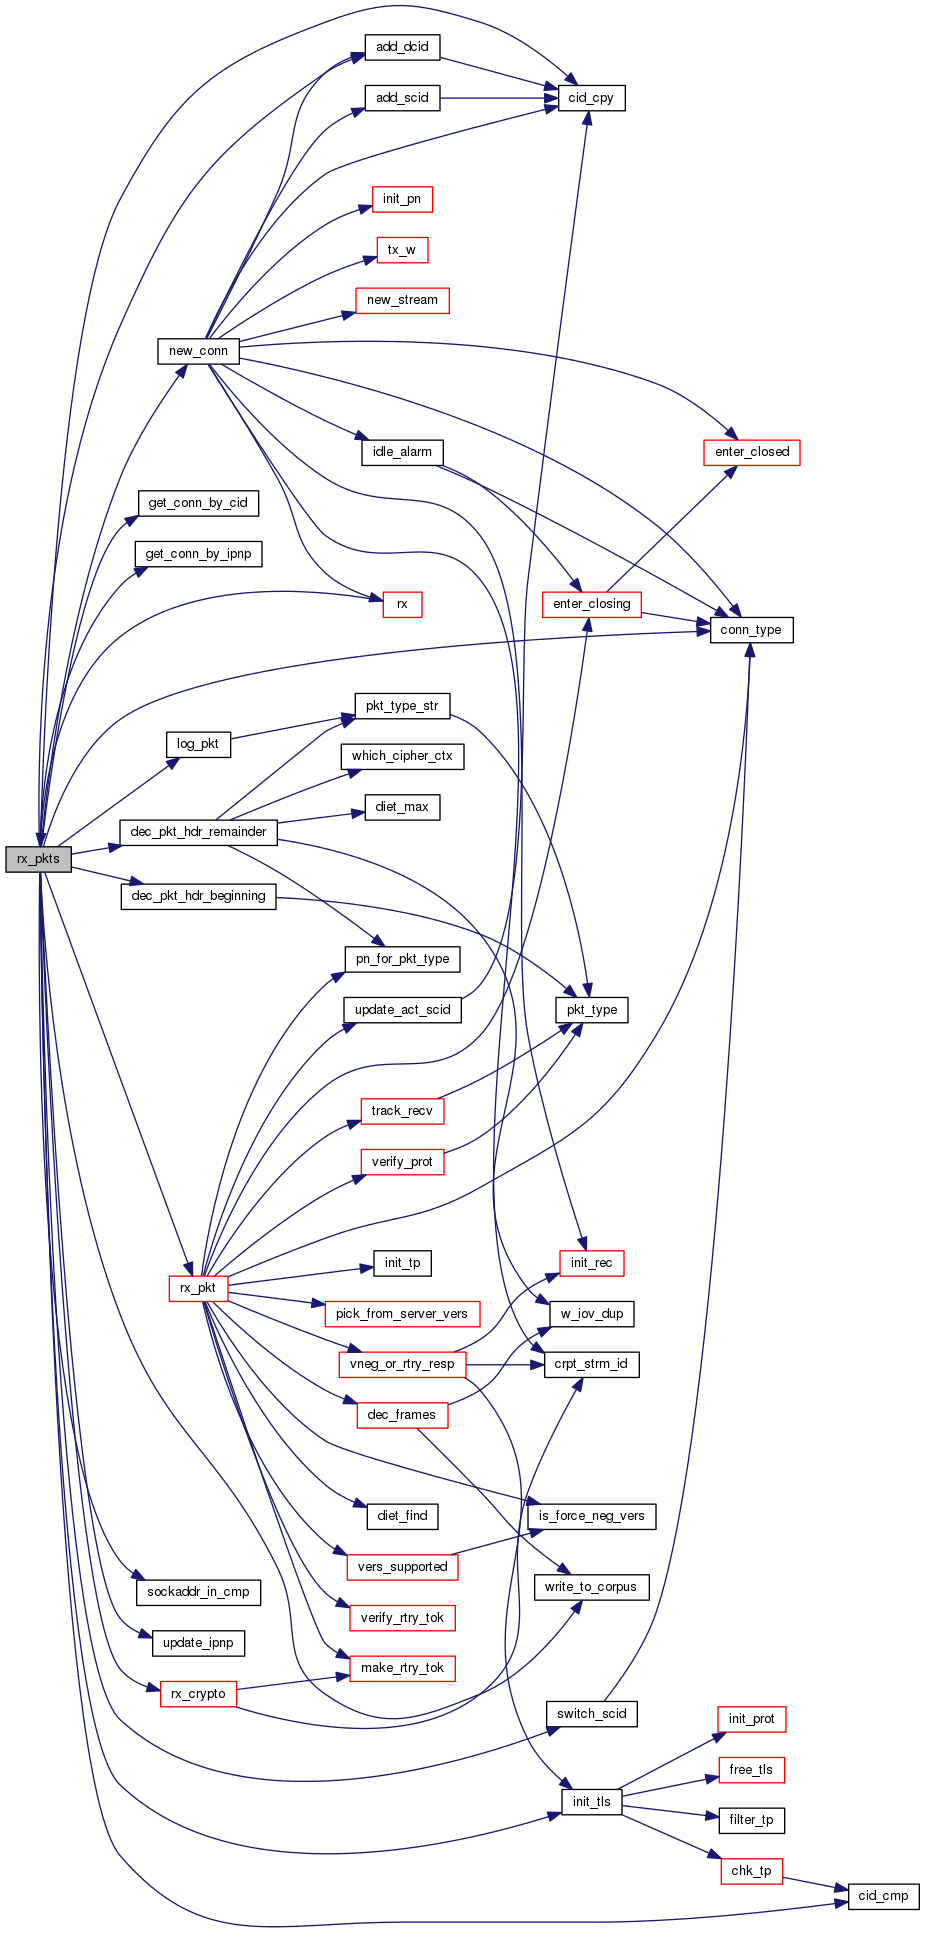 add_dcid
add_scid
cid_cpy
init_pn
tx_w
new_stream
new_conn
idle_alarm
enter_closed
get_conn_by_cid
get_conn_by_ipnp
rx
enter_closing
conn_type
pkt_type_str
log_pkt
which_cipher_ctx
diet_max
dec_pkt_hdr_remainder
rx_pkts
dec_pkt_hdr_beginning
pn_for_pkt_type
update_act_scid
pkt_type
track_recv
verify_prot
init_tp
init_rec
rx_pkt
pick_from_server_vers
w_iov_dup
vneg_or_rtry_resp
crpt_strm_id
dec_frames
diet_find
is_force_neg_vers
vers_supported
write_to_corpus
sockaddr_in_cmp
verify_rtry_tok
update_ipnp
make_rtry_tok
rx_crypto
switch_scid
init_prot
free_tls
init_tls
filter_tp
chk_tp
cid_cmp